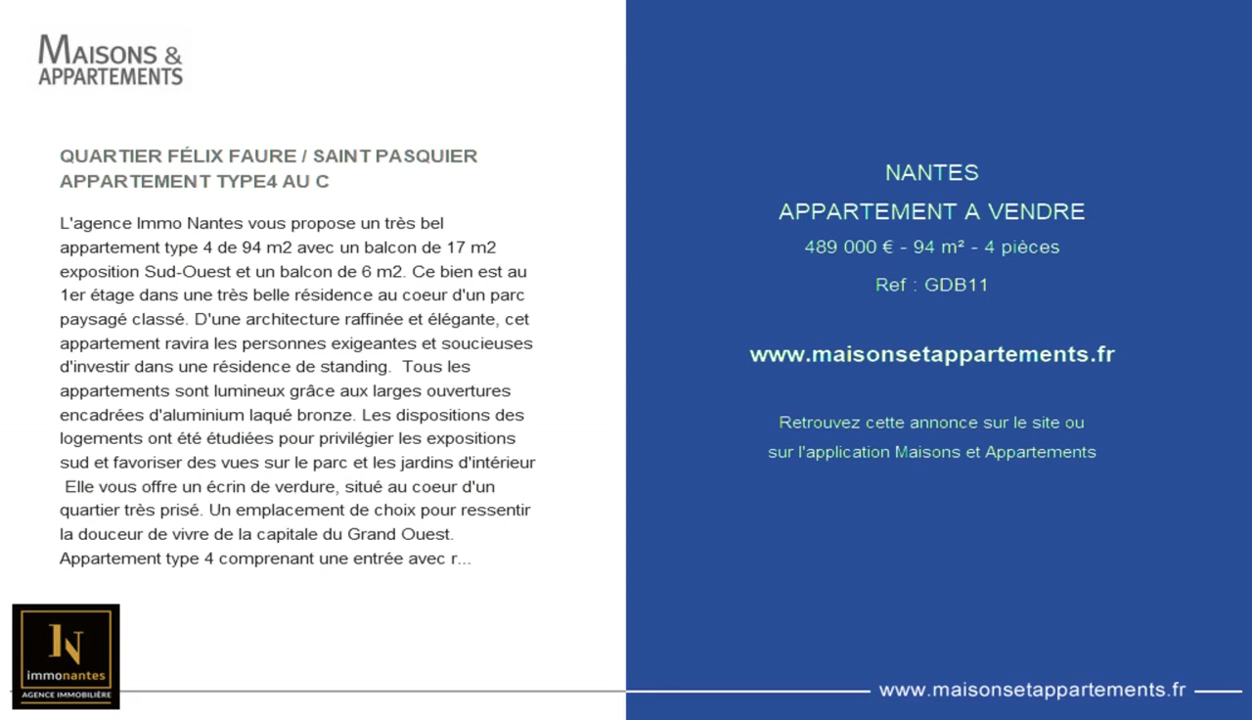 MAISONS &
APPARTEMENTS
QUARTIER FÉLIX FAURE / SAINT PASQUIER
APPARTEMENT TYPE4 AU C
L'agence Immo Nantes vous propose un très bel
appartement type 4 de 94 m2 avec un balcon de 17 m2
exposition Sud-Ouest et un balcon de 6 m2. Ce bien est au
1er étage dans une très belle résidence au coeur d'un parc
paysagé classé. D'une architecture raffinée et élégante, cet
appartement ravira les personnes exigeantes et soucieuses
d'investir dans une résidence de standing.  Tous les
appartements sont lumineux grâce aux larges ouvertures
encadrées d'aluminium laqué bronze. Les dispositions des
logements ont été étudiées pour privilégier les expositions
sud et favoriser des vues sur le parc et les jardins d'intérieur
Elle vous offre un écrin de verdure, situé au coeur d'un
quartier très prisé. Un emplacement de choix pour ressentir
la douceur de vivre de la capitale du Grand Ouest.
Appartement type 4 comprenant une entrée avec r...
NANTES
APPARTEMENT A VENDRE
489 000 € - 94 m² - 4 pièces
Ref : GDB11
www.maisonsetappartements.fr
Retrouvez cette annonce sur le site ou
sur l'application Maisons et Appartements
IN
immonantes
AGENCE IMMOBILIÈRE
www.maisonsetappartements.fr